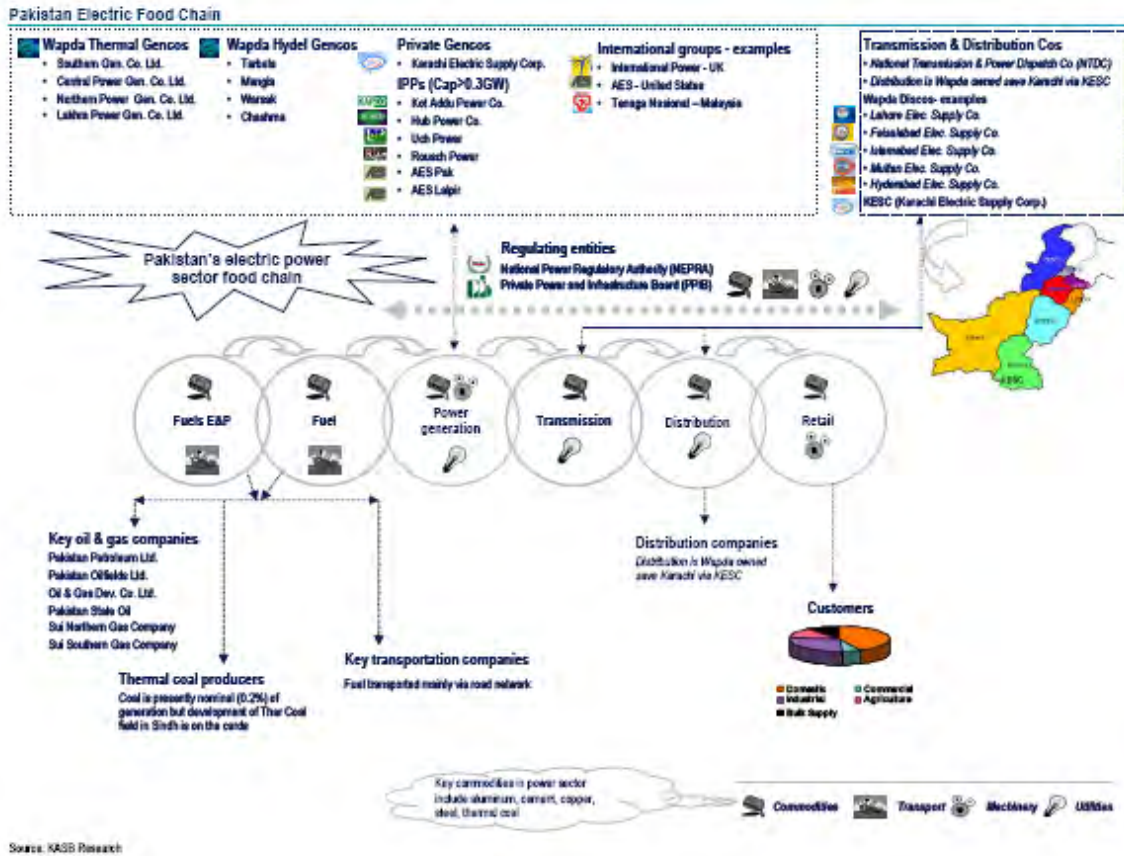 Pakistan Electric Food Chain
Wapda Thermal Gencos
• Southern Gen. Co. Ltd.
• Central Power Gen. Co. Ltd.
• Northern Power Gen. Co. Ltd.
• Lakhra Power Gen. Co. Ltd.
Wapda Hydel Gencos
• Tarbela
• Mangla
• Warsak
• Chashma
Private Gencos
• Karachi Electric Supply Corp.
IPPs (Cap>0.3GW)
• Kot Addu Power Co.
• Hub Power Co.
• Uch Power
• Rousch Power
• AES Pak
• AES Lalpir
International groups - examples
• International Power - UK
• AES - United States
• Tenaga Nasional – Malaysia
Transmission & Distribution Cos
• National Transmission & Power Dispatch Co (NTDC)
• Distribution is Wapda owned save Karachi via KESC
Wapda Discos- examples
• Lahore Elec. Supply Co.
• Faisalabad Elec. Supply Co.
• Islamabad Elec. Supply Co.
• Multan Elec. Supply Co.
• Hyderabad Elec. Supply Co.
KESC (Karachi Electric Supply Corp.)
Pakistan's electric power
sector food chain
Regulating entities
National Power Regulatory Authority (NEPRA)
Private Power and Infrastructure Board (PPIB)
KESC
Fuels E&P
Fuel
Power
generation
Transmission
Distribution
Retail
Key oil & gas companies
Pakistan Petroleum Ltd.
Pakistan Oilfields Ltd.
Oil & Gas Dev. Co. Ltd.
Pakistan State Oil
Sui Northern Gas Company
Sui Southern Gas Company
Thermal coal producers
Coal is presently nominal (0.2%) of
generation but development of Thar Coal
field in Sindh is on the cards
Key transportation companies
Fuel transported mainly via road network
Distribution companies
Distribution is Wapda owned
save Karachi via KESC
Customers
Domestic
Commercial
Industrial
Agriculture
Bulk Supply
Key commodities in power sector
include aluminum, cement, copper,
steel, thermal coal
Commodities
Transport
Machinery
Utilities
Source: KASB Research